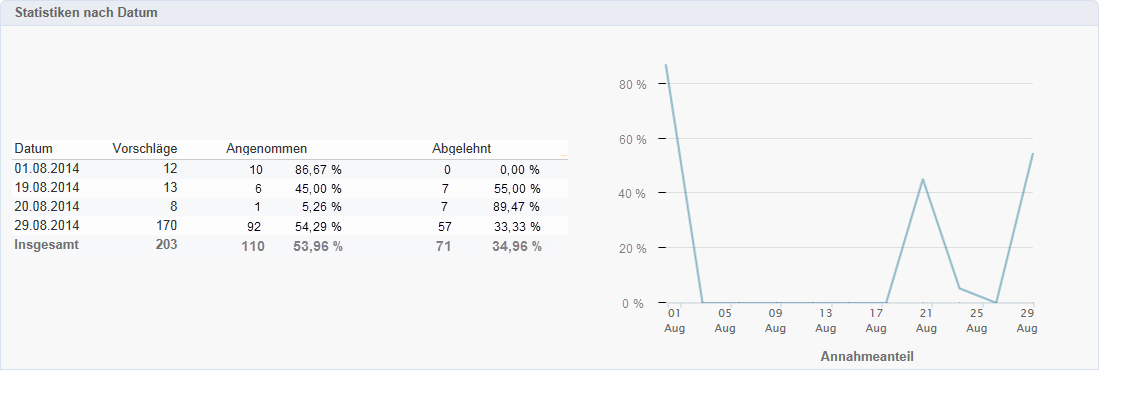 Statistiken nach Datum
Datum Vorschläge Angenommen Abgelehnt
01.08.2014 12 10 86,67 % 0 0,00 %
19.08.2014 13 6 45,00 % 7 55,00 %
20.08.2014 8 1 5,26 % 7 89,47 %
29.08.2014 170 92 54,29 % 57 33,33 %
Insgesamt 203 110 53,96 % 71 34,96 %
80 %
60 %
40 %
20 %
0 %
01 05 09 13 17 21 25 29
Aug Aug Aug Aug Aug Aug Aug Aug
Annahmeanteil